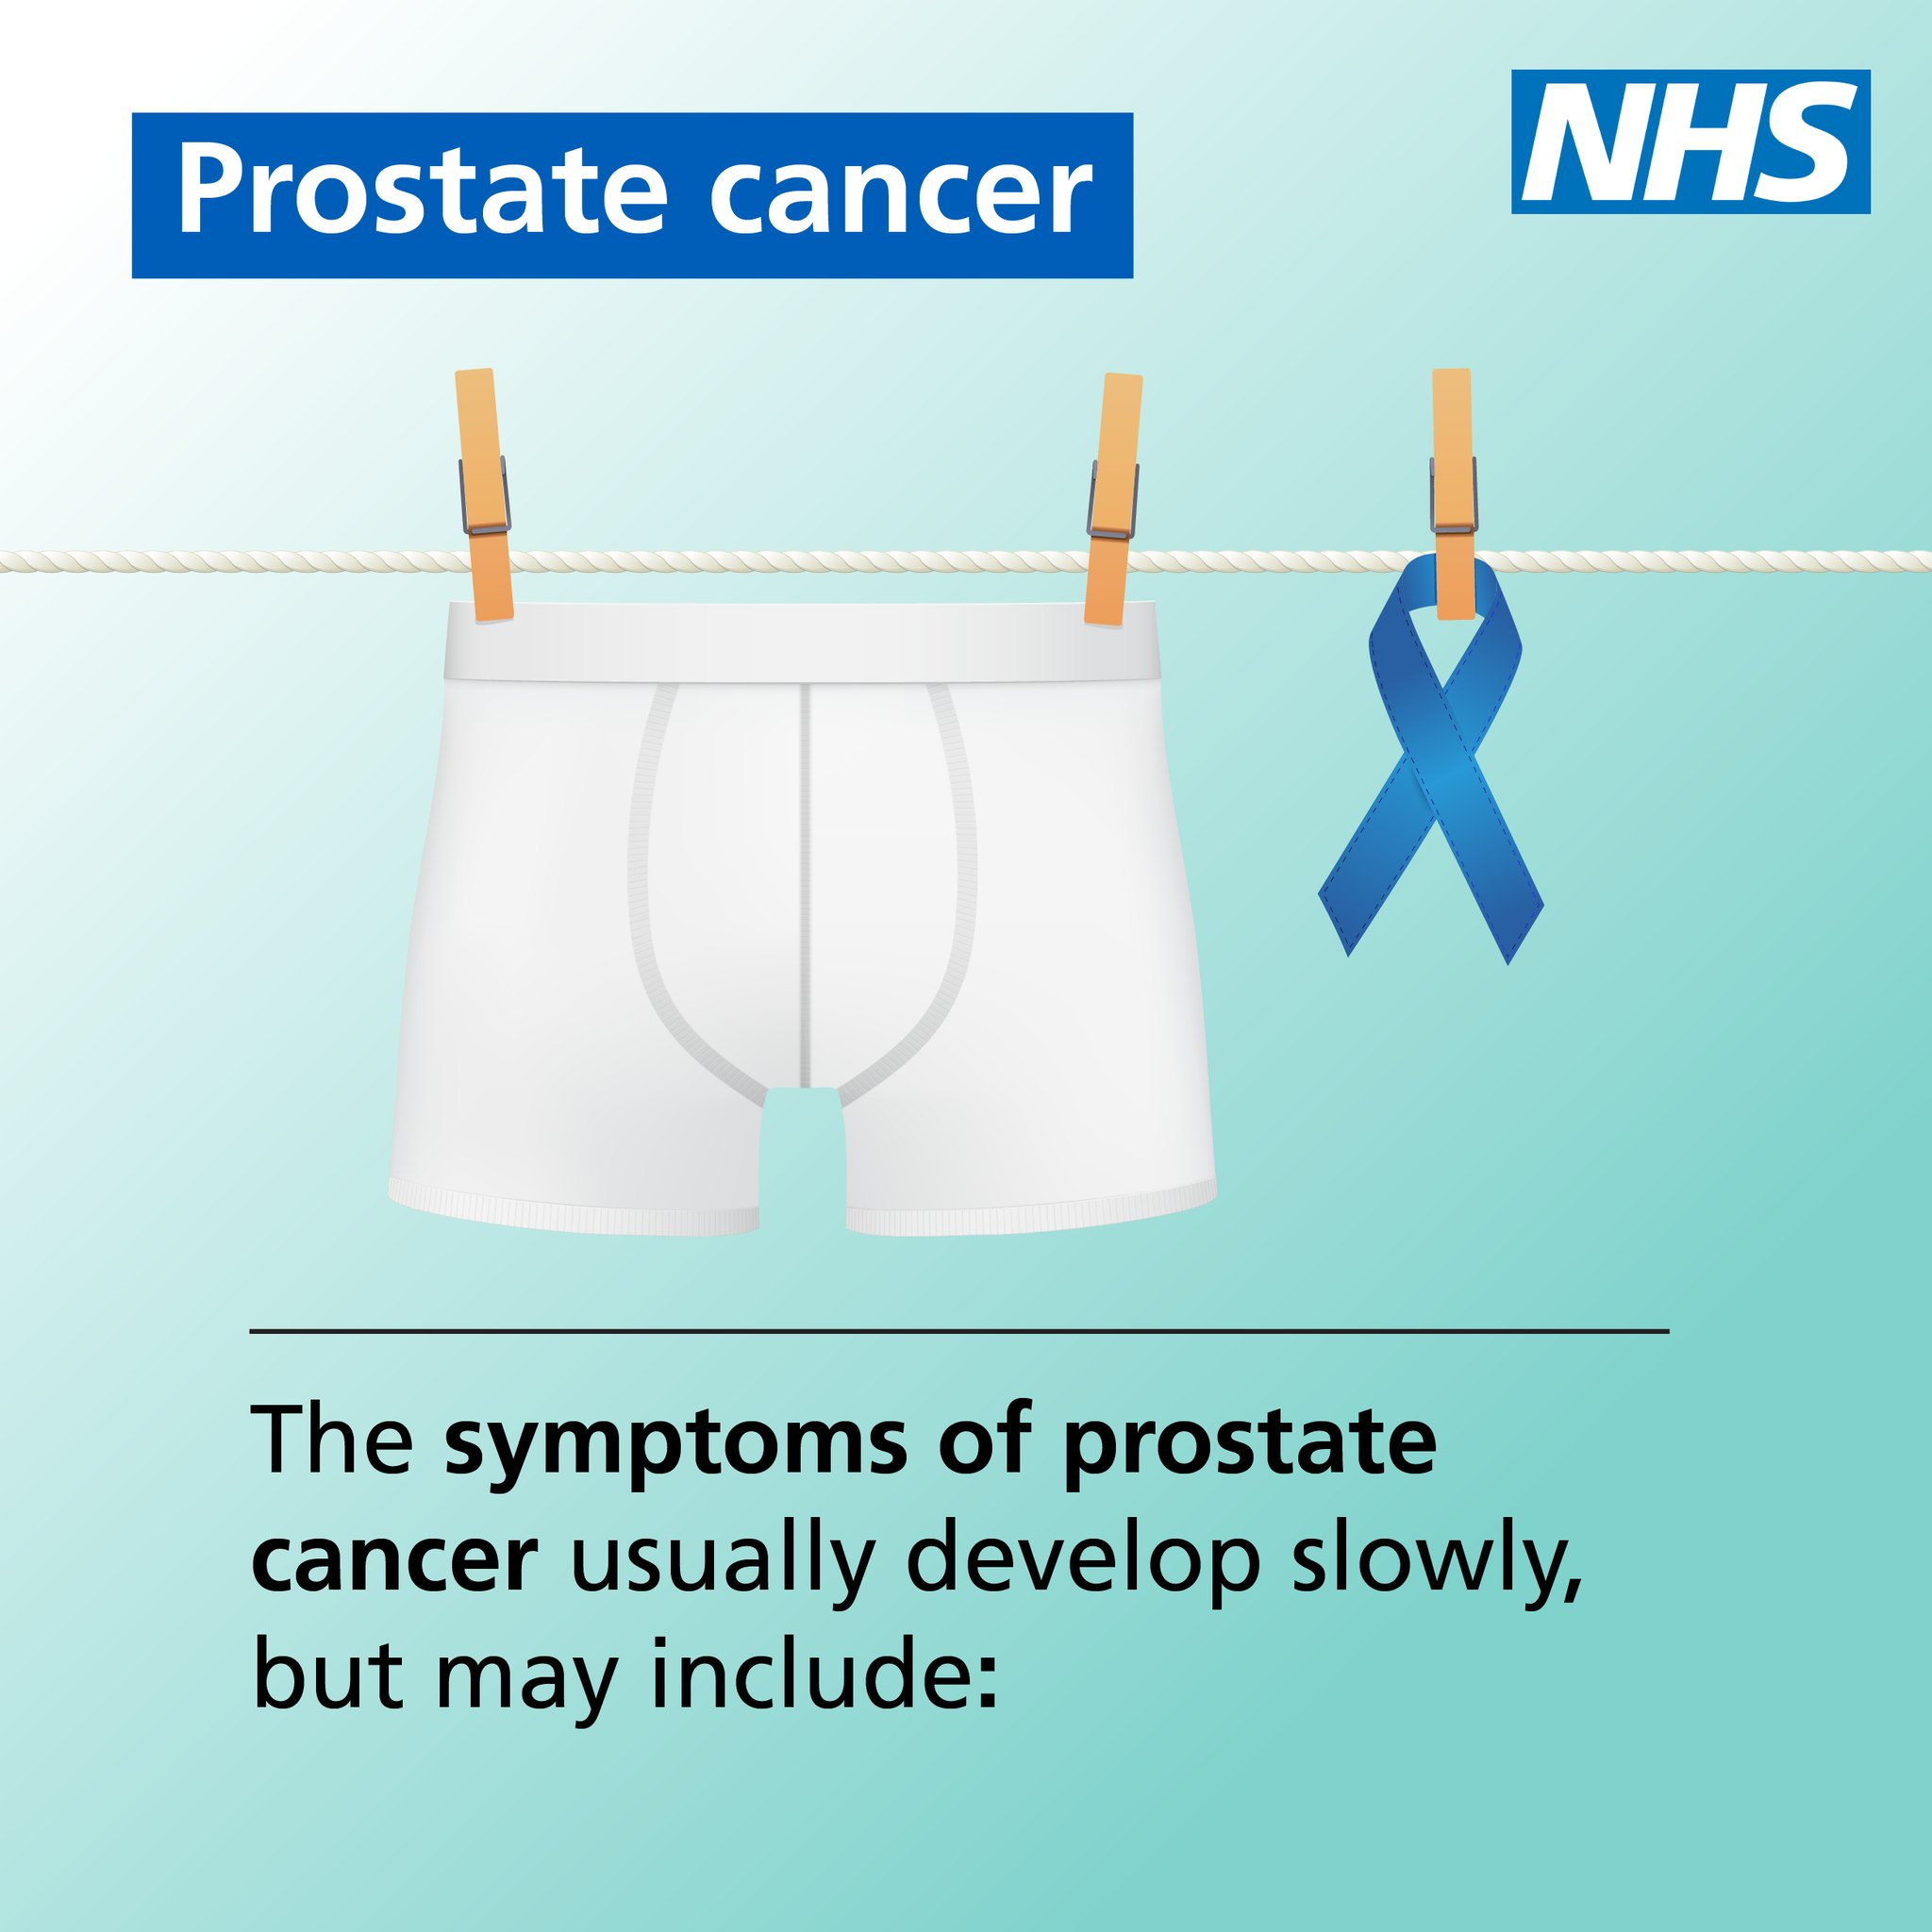 Prostate cancer
NHS
The symptoms of prostate
cancer usually develop slowly,
but may include: